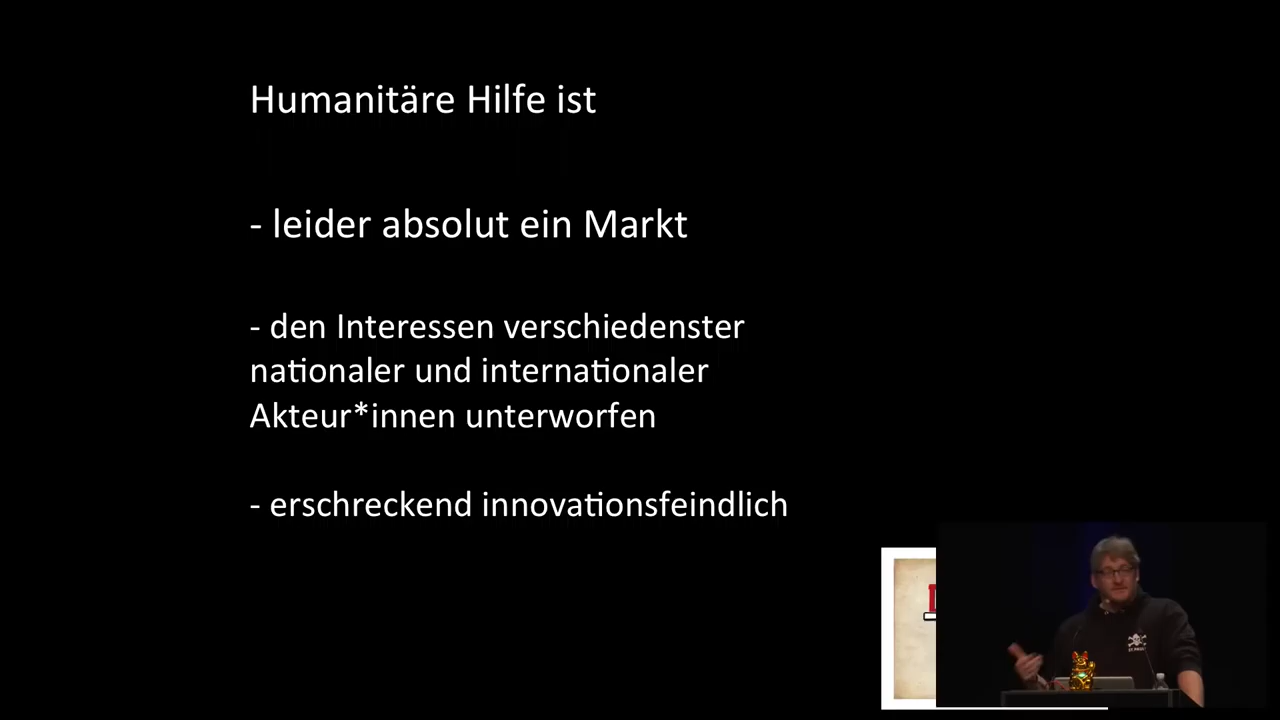 Humanitäre Hilfe ist
- leider absolut ein Markt
- den Interessen verschiedenster
nationaler und internationaler
Akteur*innen unterworfen
- erschreckend innovationsfeindlich